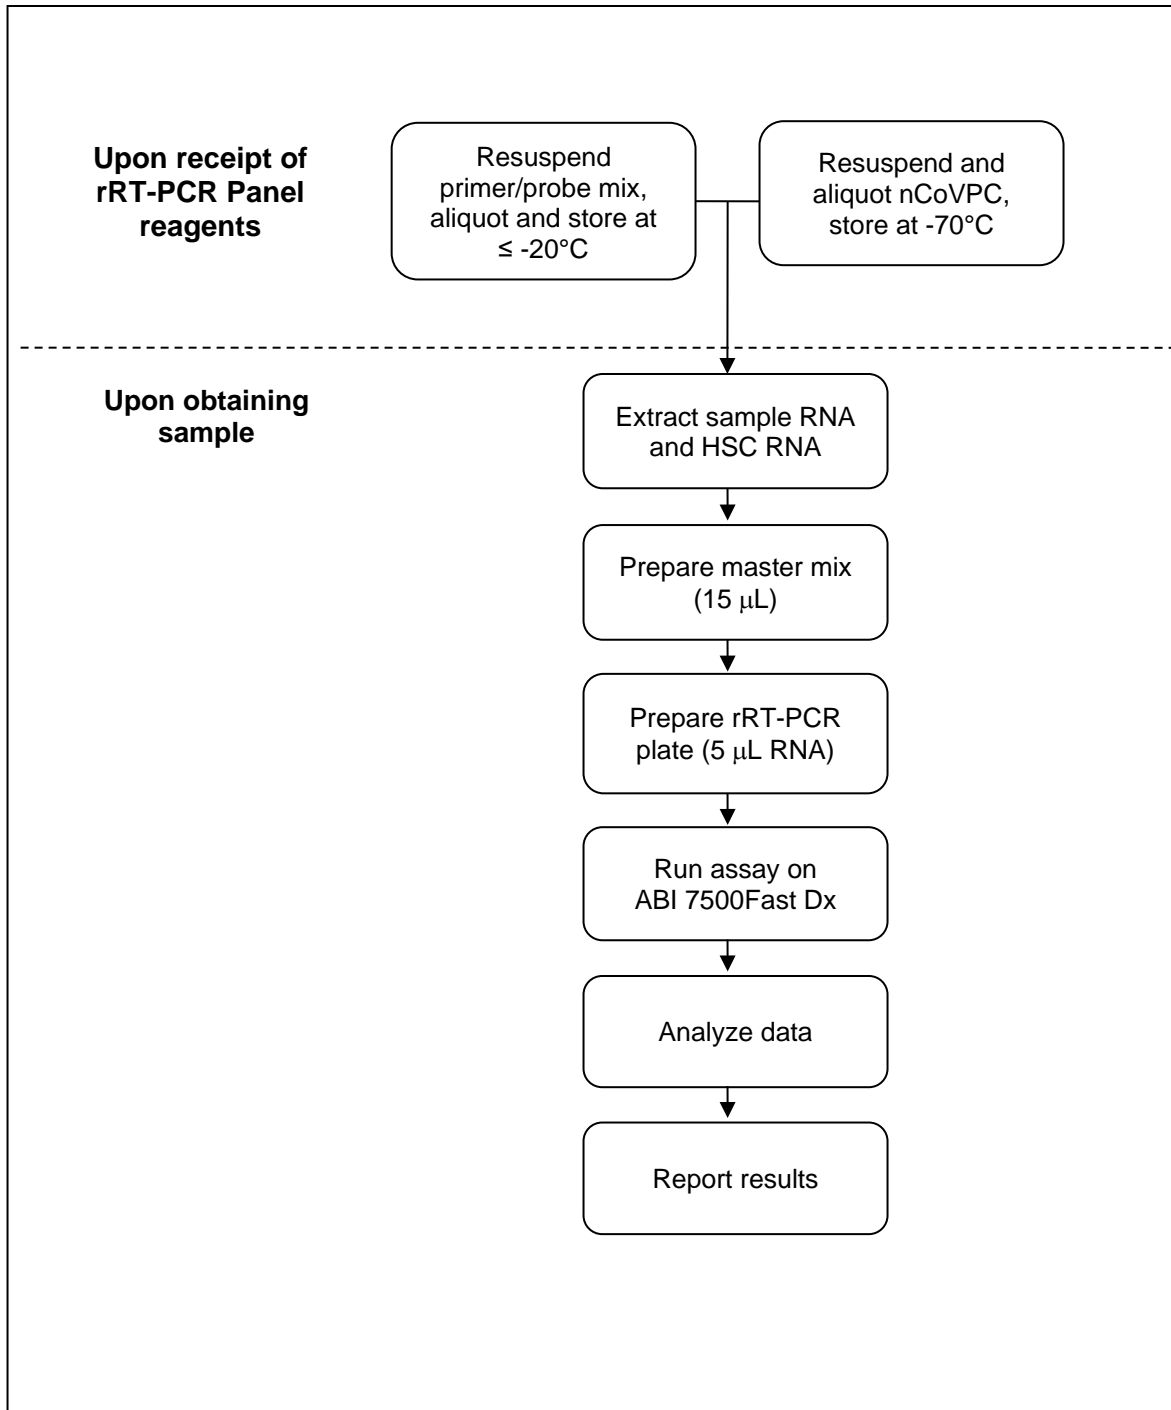 Upon receipt of
rRT-PCR Panel
reagents
Resuspend
primer/probe mix,
aliquot and store at
≤ -20°C
Resuspend and
aliquot nCoVPC,
store at -70°C
Upon obtaining
sample
Extract sample RNA
and HSC RNA
Prepare master mix
(15 μL)
Prepare rRT-PCR
plate (5 μL RNA)
Run assay on
ABI 7500Fast Dx
Analyze data
Report results